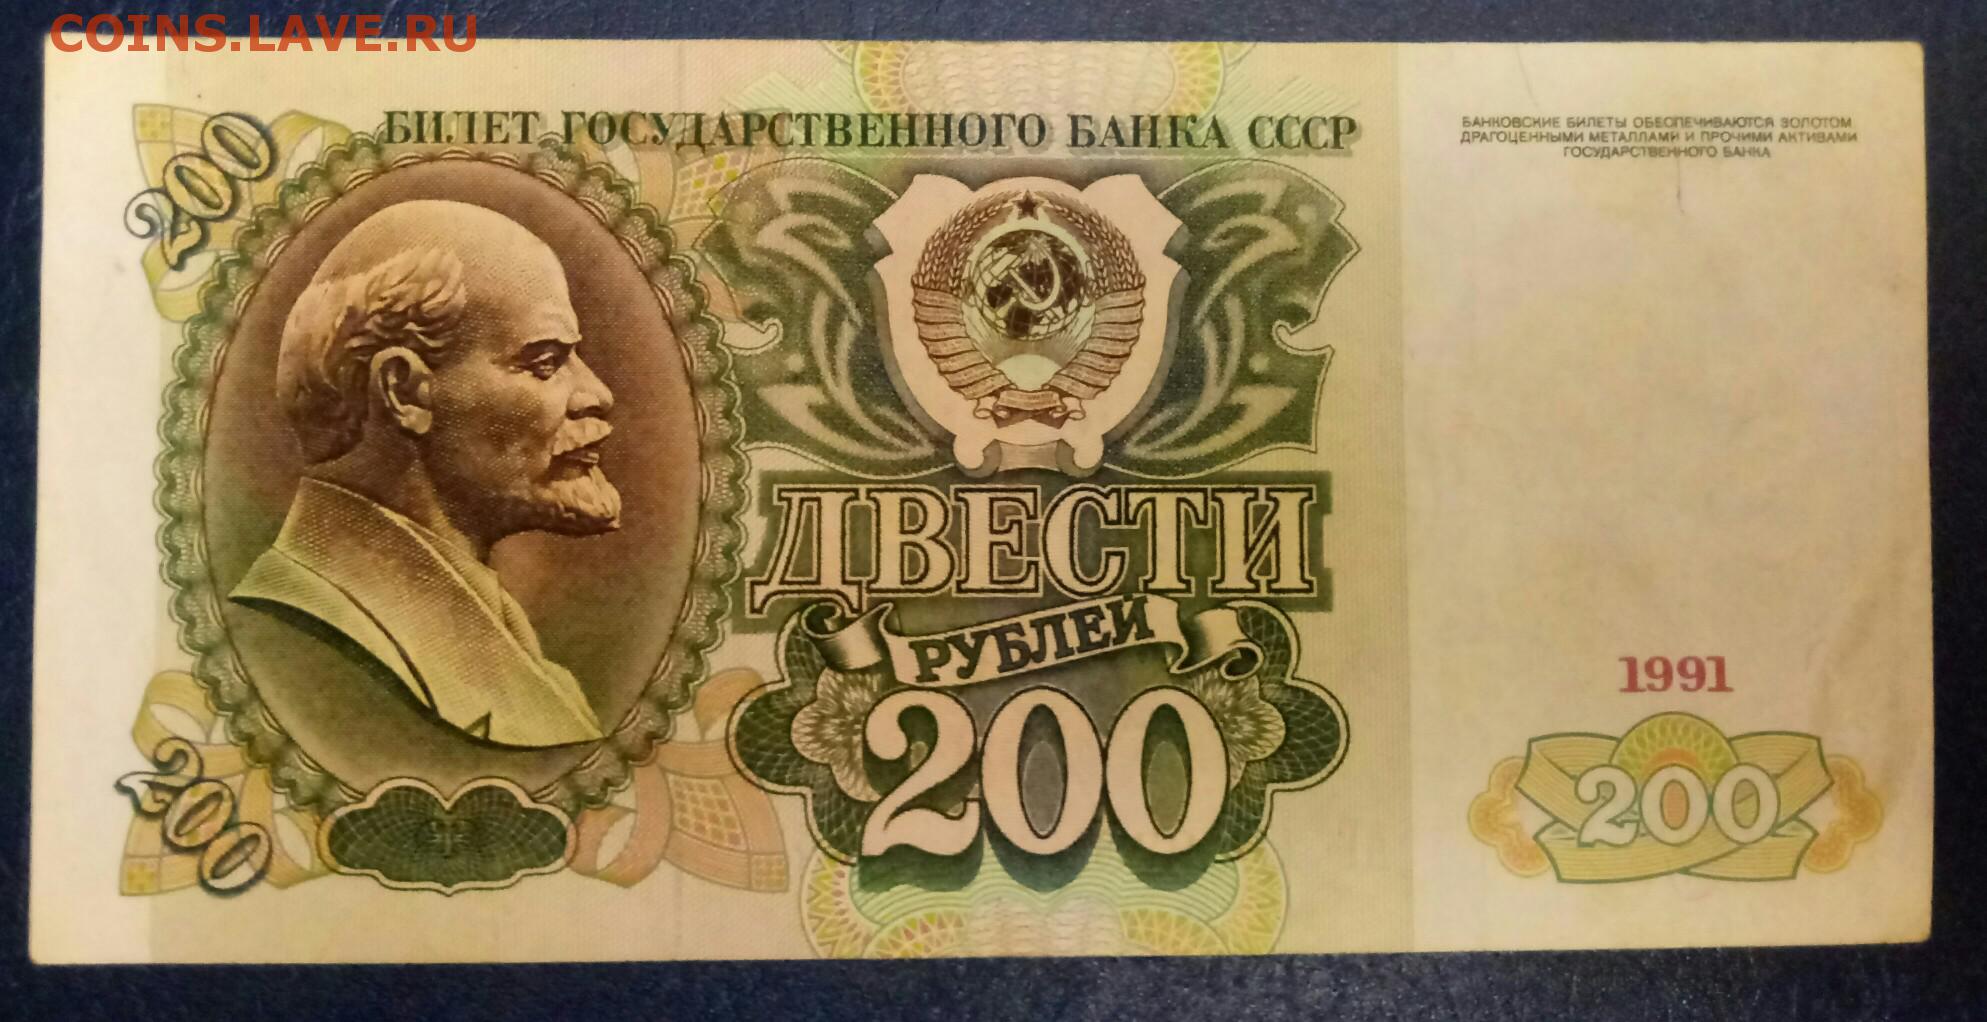 COINS.LAVE.RU
БИЛЕТ ГОСУДАРСТВЕННОГО БАНКА СССР
БАНКОВСКИЕ БИЛЕТЫ ОБЕСПЕЧИВАЮТСЯ ЗОЛОТОМ
ДРАГОЦЕННЫМИ МЕТАЛЛАМИ И ПРОЧИМИ АКТИВАМИ
ГОСУДАРСТВЕННОГО БАНКА
200
ДВЕСТИ
РУБЛЕЙ
1991
200
200
200